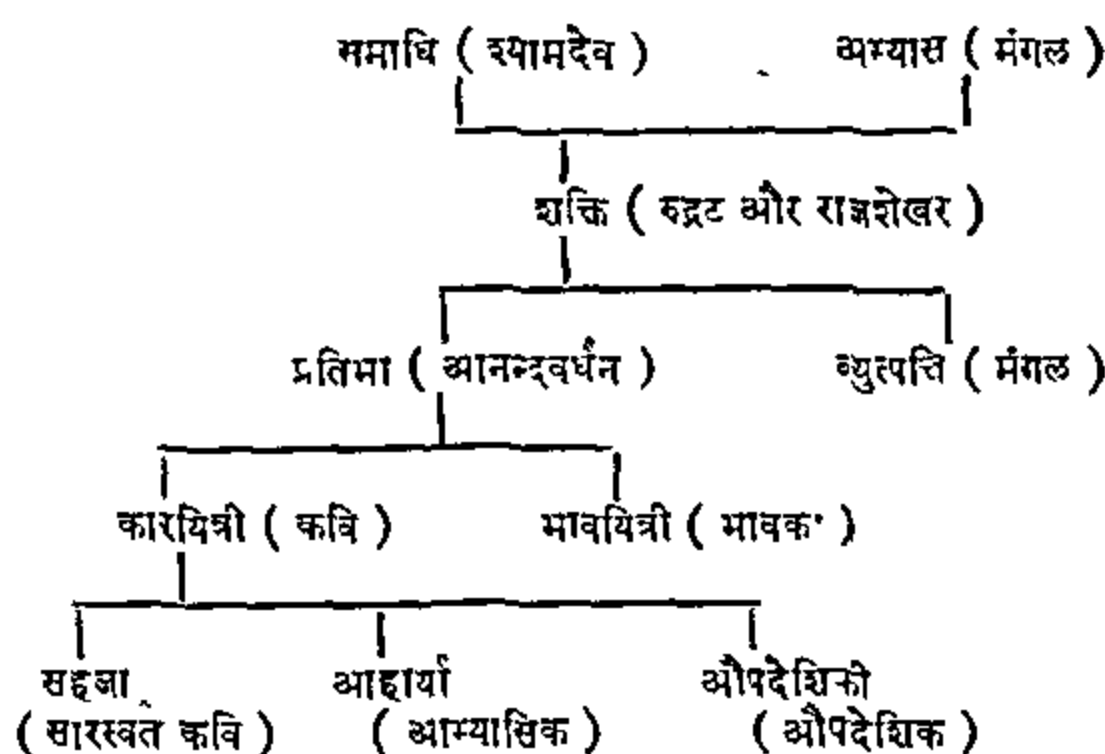 समाधि ( श्यामदेव ) अभ्यास ( मंगल )
शक्ति ( रुद्रट और राजशेखर )
प्रतिभा ( आनन्दवर्धन ) व्युत्पत्ति ( मंगल )
कारयित्री ( कवि ) भावयित्री ( भावक )
सहजा आहार्या औपदेशिकी
( सारस्वत कवि ) ( आभ्यासिक ) ( औपदेशिक )